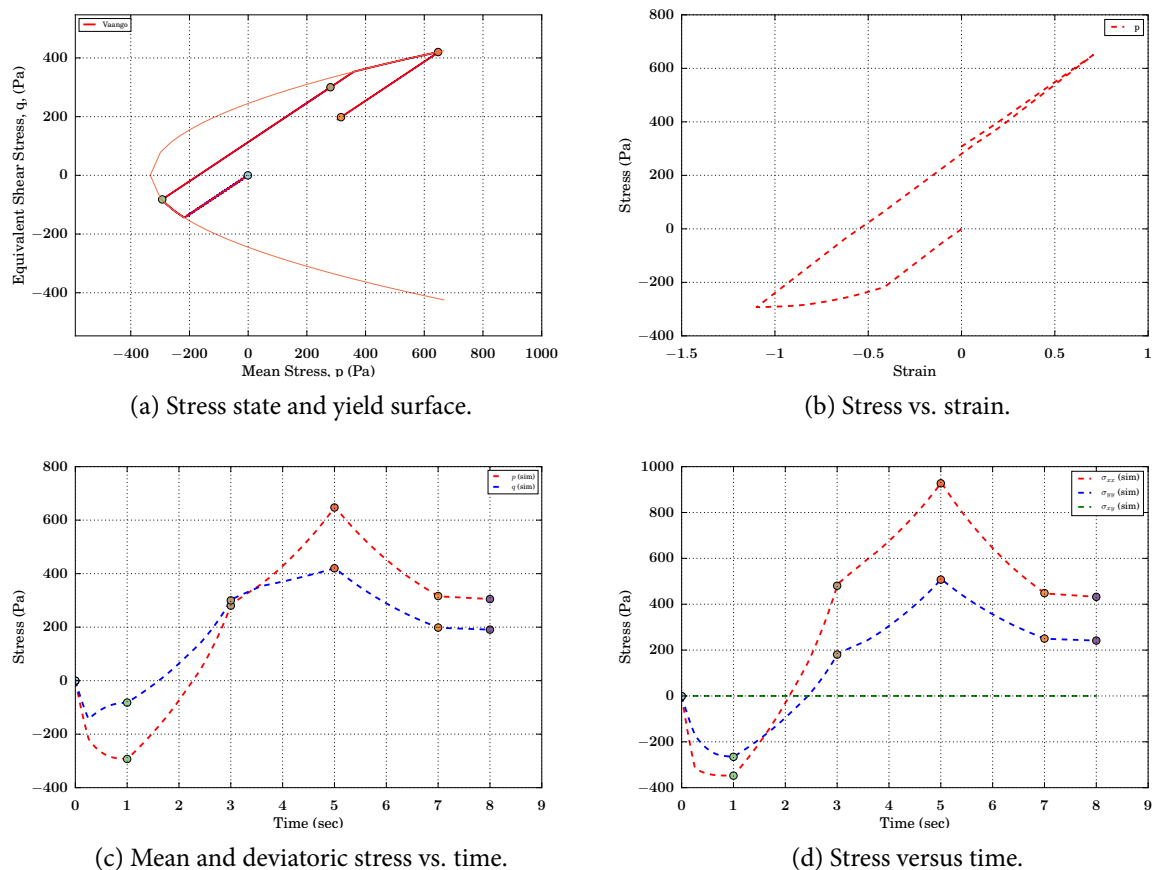 Vaango
Equivalent Shear Stress, q, (Pa)
400
200
0
−200
−400
−400 −200 0 200 400 600 800 1000
Mean Stress, p (Pa)
(a) Stress state and yield surface.
p
Stress (Pa)
800
600
400
200
0
−200
−400
−1.5 −1 −0.5 0 0.5 1
Strain
(b) Stress vs. strain.
p (sim)
q (sim)
Stress (Pa)
800
600
400
200
0
−200
−400
0 1 2 3 4 5 6 7 8 9
Time (sec)
(c) Mean and deviatoric stress vs. time.
σxx (sim)
σyy (sim)
σxy (sim)
Stress (Pa)
1000
800
600
400
200
0
−200
−400
0 1 2 3 4 5 6 7 8 9
Time (sec)
(d) Stress versus time.